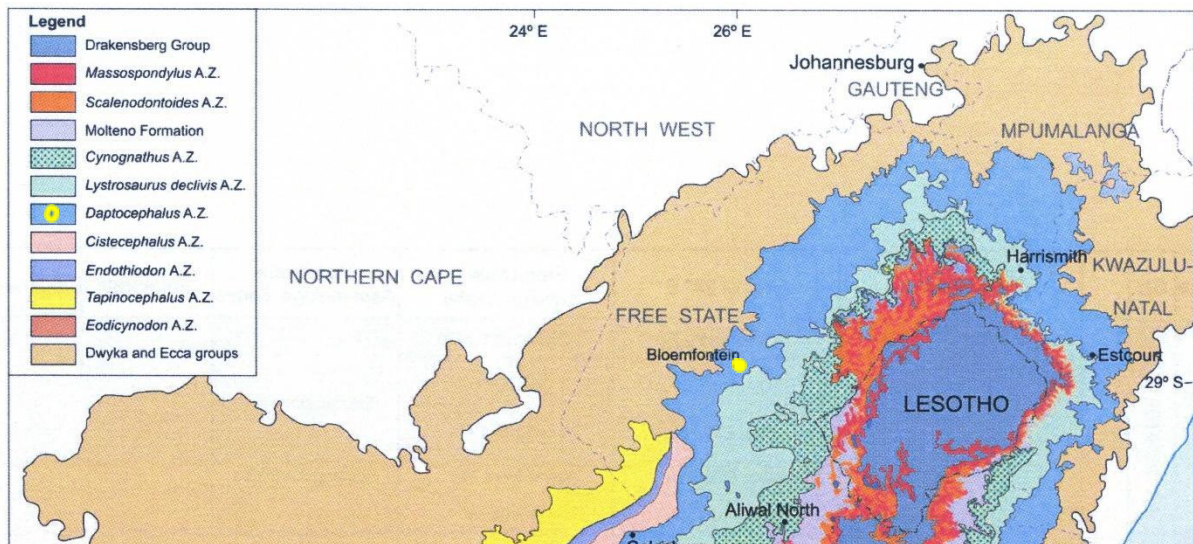 Legend
Drakensberg Group
Massospondylus A.Z.
Scalenodontoides A.Z.
Molteno Formation
Cynognathus A.Z.
Lystrosaurus declivis A.Z.
Daptocephalus A.Z.
Cistecephalus A.Z.
Endothiodon A.Z.
Tapinocephalus A.Z.
Eodicynodon A.Z.
Dwyka and Ecca groups
24° E
26° E
Johannesburg
GAUTENG
NORTH WEST
MPUMALANGA
Harrismith
NORTHERN CAPE
KWAZULU-
NATAL
FREE STATE
Bloemfontein
Estcourt
29° S
LESOTHO
Aliwal North